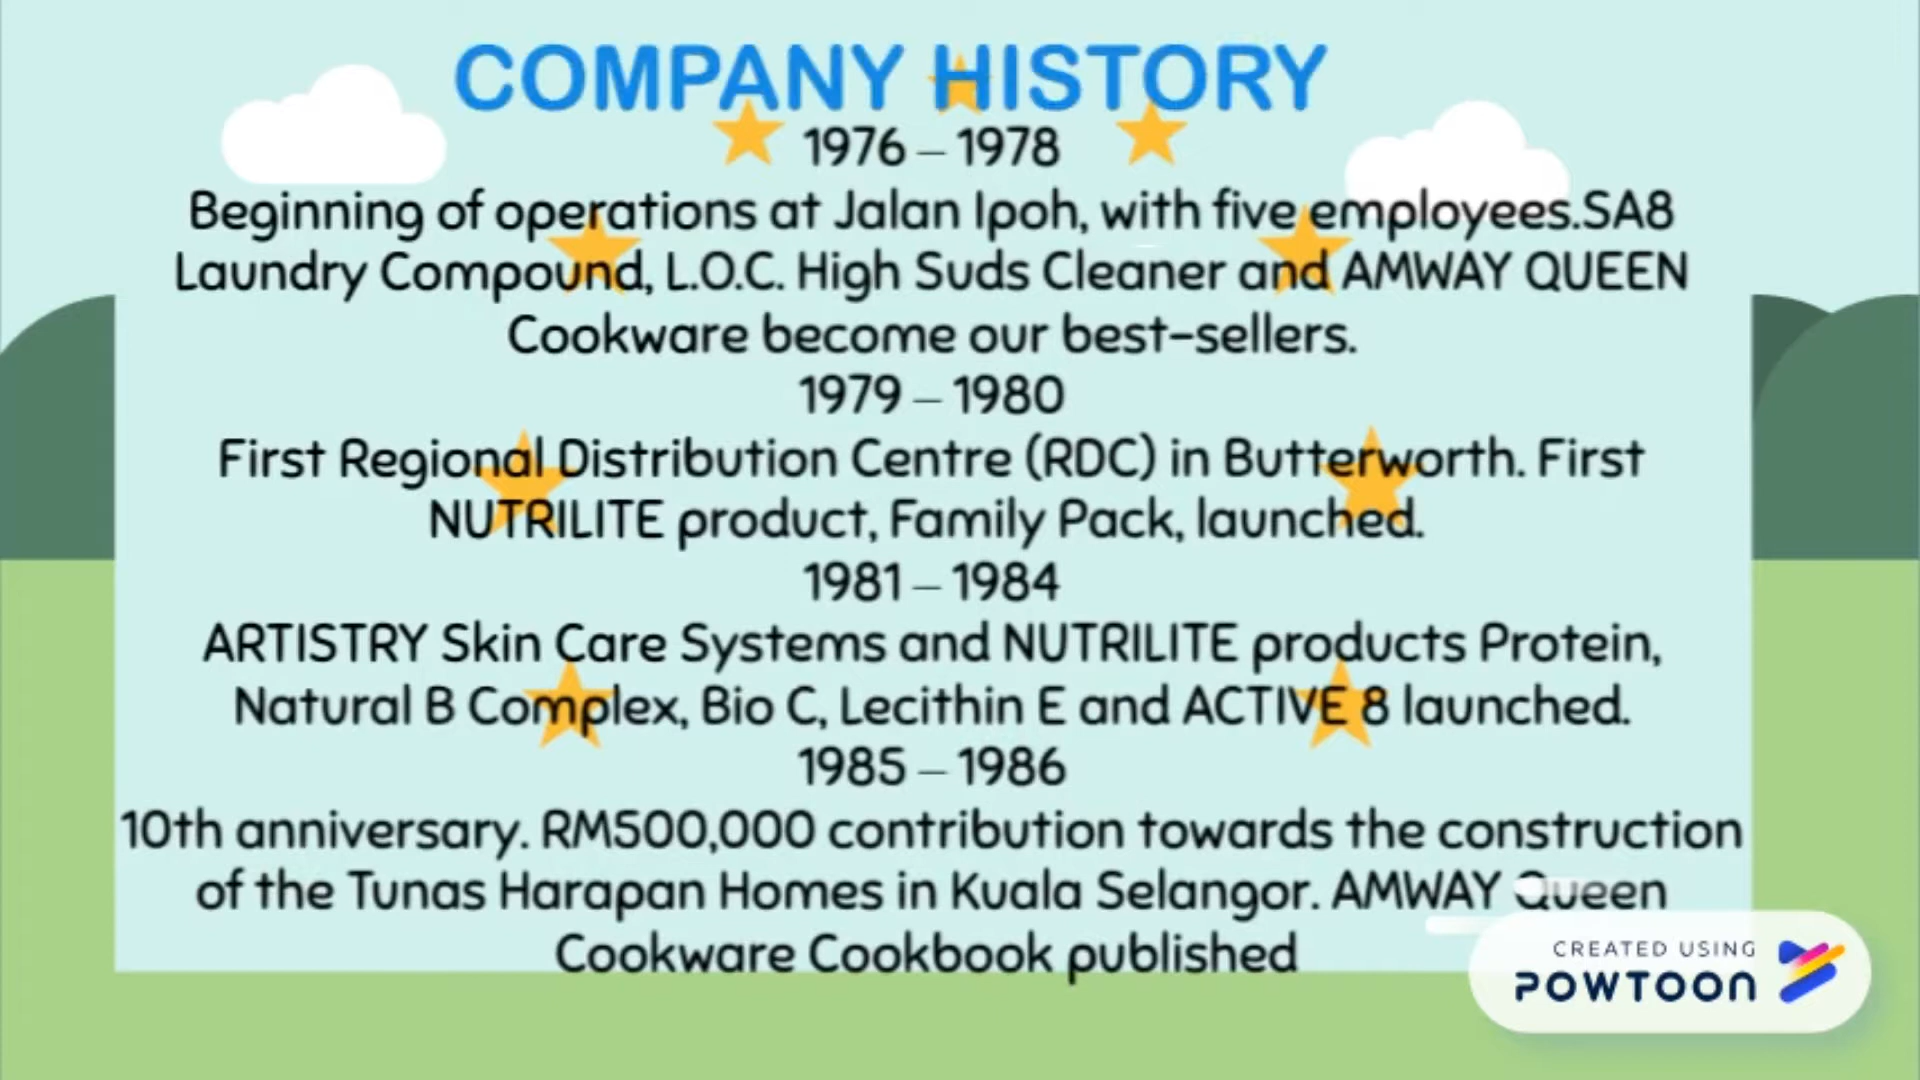 COMPANY HISTORY
1976 – 1978
Beginning of operations at Jalan Ipoh, with five employees.SA8
Laundry Compound, L.O.C. High Suds Cleaner and AMWAY QUEEN
Cookware become our best-sellers.
1979 – 1980
First Regional Distribution Centre (RDC) in Butterworth. First
NUTRILITE product, Family Pack, launched.
1981 – 1984
ARTISTRY Skin Care Systems and NUTRILITE products Protein,
Natural B Complex, Bio C, Lecithin E and ACTIVE 8 launched.
1985 – 1986
10th anniversary. RM500,000 contribution towards the construction
of the Tunas Harapan Homes in Kuala Selangor. AMWAY Queen
Cookware Cookbook published
CREATED USING
POWTOON